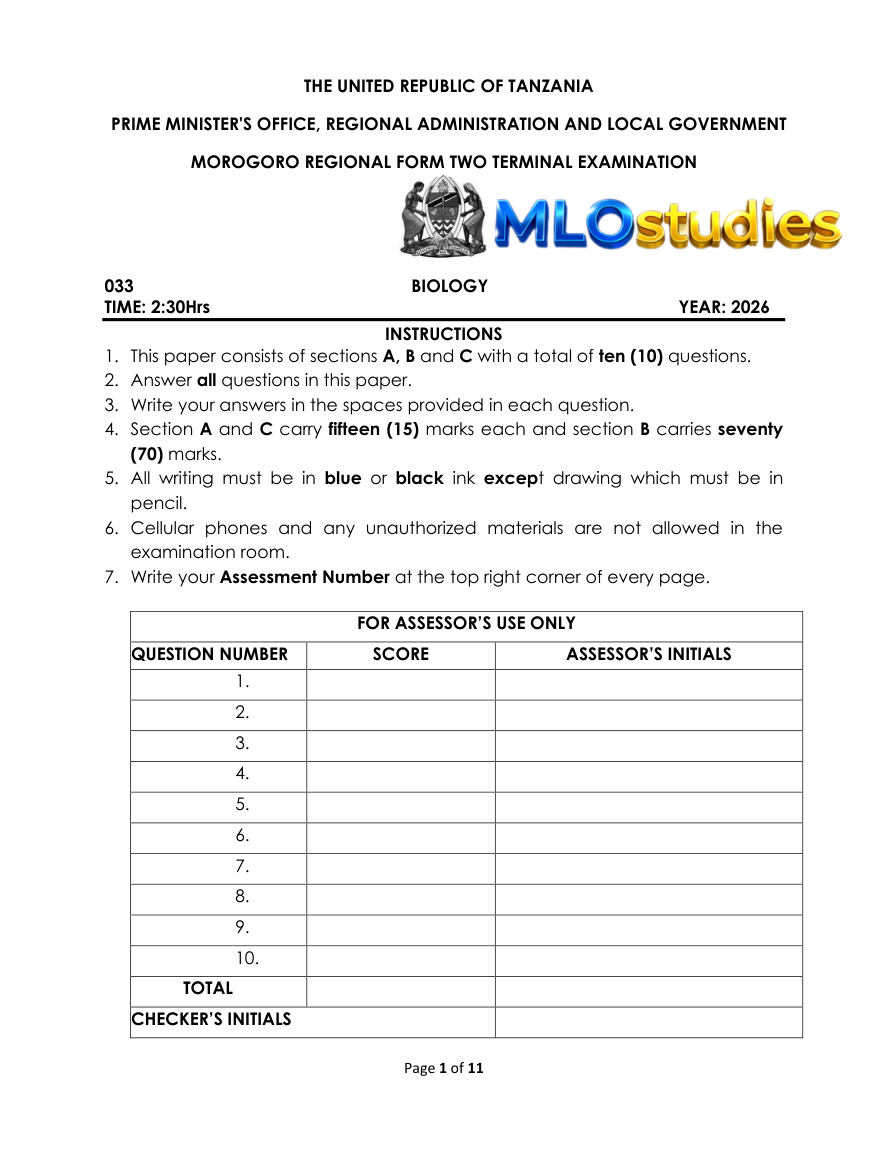 THE UNITED REPUBLIC OF TANZANIA
PRIME MINISTER'S OFFICE, REGIONAL ADMINISTRATION AND LOCAL GOVERNMENT
MOROGORO REGIONAL FORM TWO TERMINAL EXAMINATION
MLOstudies
033 BIOLOGY
TIME: 2:30Hrs YEAR: 2026
INSTRUCTIONS
1. This paper consists of sections A, B and C with a total of ten (10) questions.
2. Answer all questions in this paper.
3. Write your answers in the spaces provided in each question.
4. Section A and C carry fifteen (15) marks each and section B carries seventy
(70) marks.
5. All writing must be in blue or black ink except drawing which must be in
pencil.
6. Cellular phones and any unauthorized materials are not allowed in the
examination room.
7. Write your Assessment Number at the top right corner of every page.
FOR ASSESSOR’S USE ONLY
QUESTION NUMBER SCORE ASSESSOR’S INITIALS
1.
2.
3.
4.
5.
6.
7.
8.
9.
10.
TOTAL
CHECKER’S INITIALS
Page 1 of 11